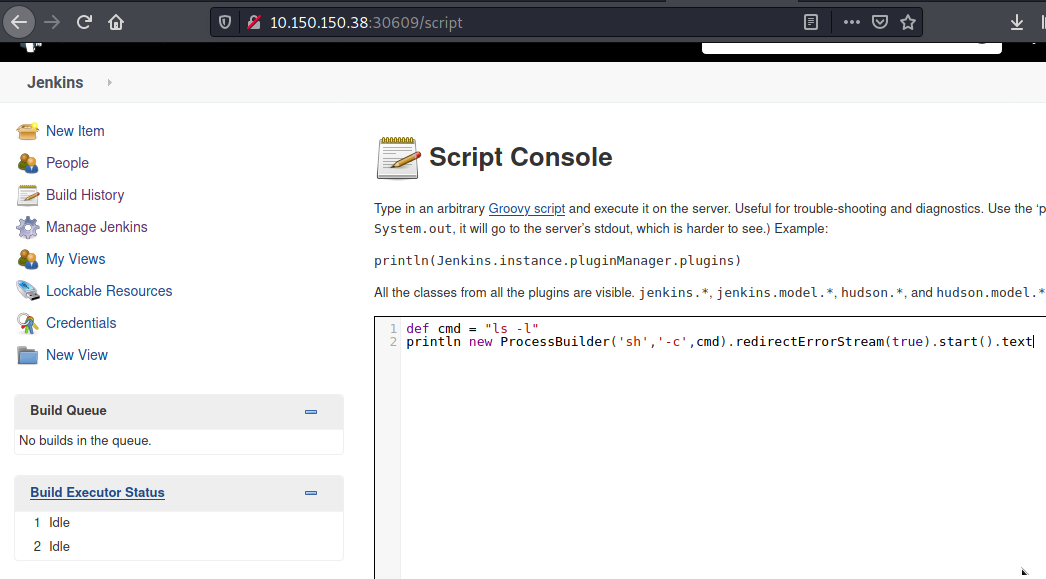 10.150.150.38:30609/script
Jenkins
New Item
People
Build History
Manage Jenkins
My Views
Lockable Resources
Credentials
New View
Build Queue
No builds in the queue.
Build Executor Status
1 Idle
2 Idle
Script Console
Type in an arbitrary Groovy script and execute it on the server. Useful for trouble-shooting and diagnostics. Use the 'p
System.out, it will go to the server's stdout, which is harder to see.) Example:
println(Jenkins.instance.pluginManager.plugins)
All the classes from all the plugins are visible. jenkins.*, jenkins.model.*, hudson.*, and hudson.model.*
1 def cmd = "ls -l"
2 println new ProcessBuilder('sh','-c',cmd).redirectErrorStream(true).start().text